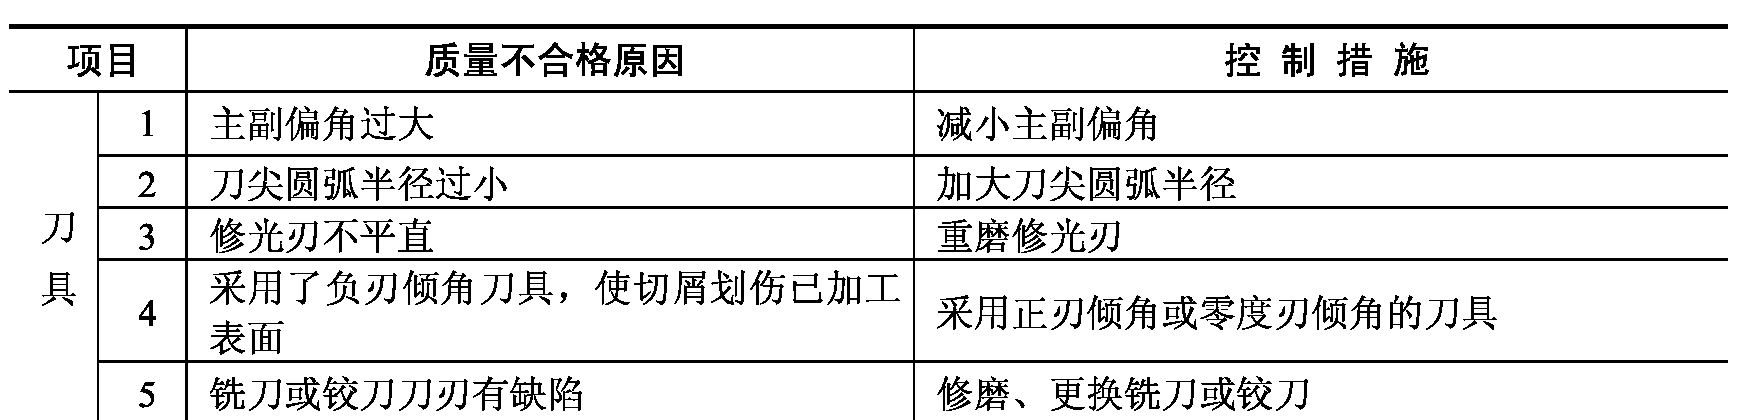 项目 质量不合格原因 控制措施
刀具 1 主副偏角过大 减小主副偏角
2 刀尖圆弧半径过小 加大刀尖圆弧半径
3 修光刃不平直 重磨修光刃
4 采用了负刃倾角刀具，使切屑划伤已加工
表面 采用正刃倾角或零度刃倾角的刀具
5 铣刀或铰刀刀刃有缺陷 修磨、更换铣刀或铰刀